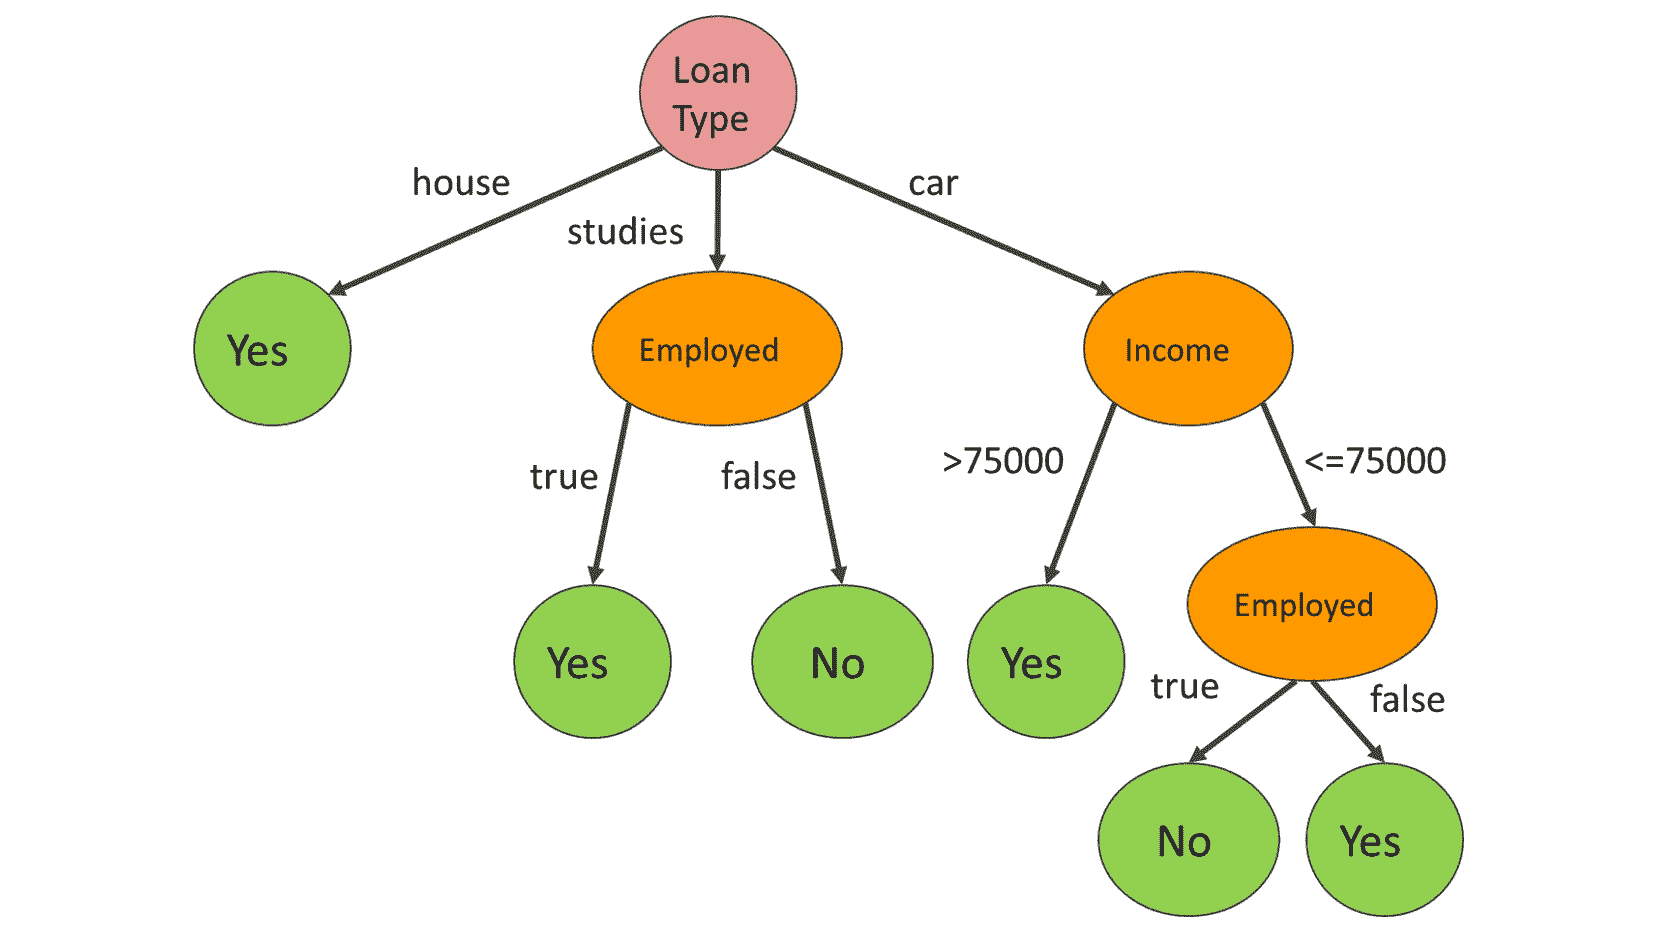 Loan
Type
house
studies
car
Yes
Employed
Income
true
false
>75000
<=75000
Yes
No
Yes
Employed
true
false
No
Yes